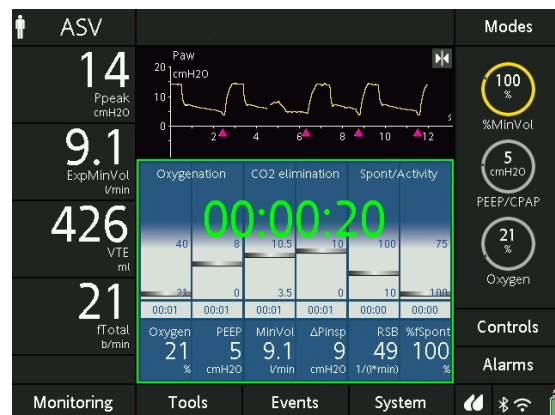 ASV
Modes
14
Ppeak
cmH2O
9.1
ExpMinVol
l/min
426
VTE
ml
21
fTotal
b/min
Paw
20 cmH2O
10
0
2 4 6 8 10 12 s
Oxygenation CO2 elimination Spont/Activity
00:00:20
40 8 10.5 10 100 75
21 0 3.5 0 10 100
00:01 00:01 00:01 00:01 00:00 00:00
Oxygen PEEP MinVol ΔPinsp RSB %fSpont
21 5 9.1 9 49 100
% cmH2O l/min cmH2O 1/(l*min) %
100
%
%MinVol
5
cmH2O
PEEP/CPAP
21
%
Oxygen
Controls
Alarms
Monitoring Tools Events System